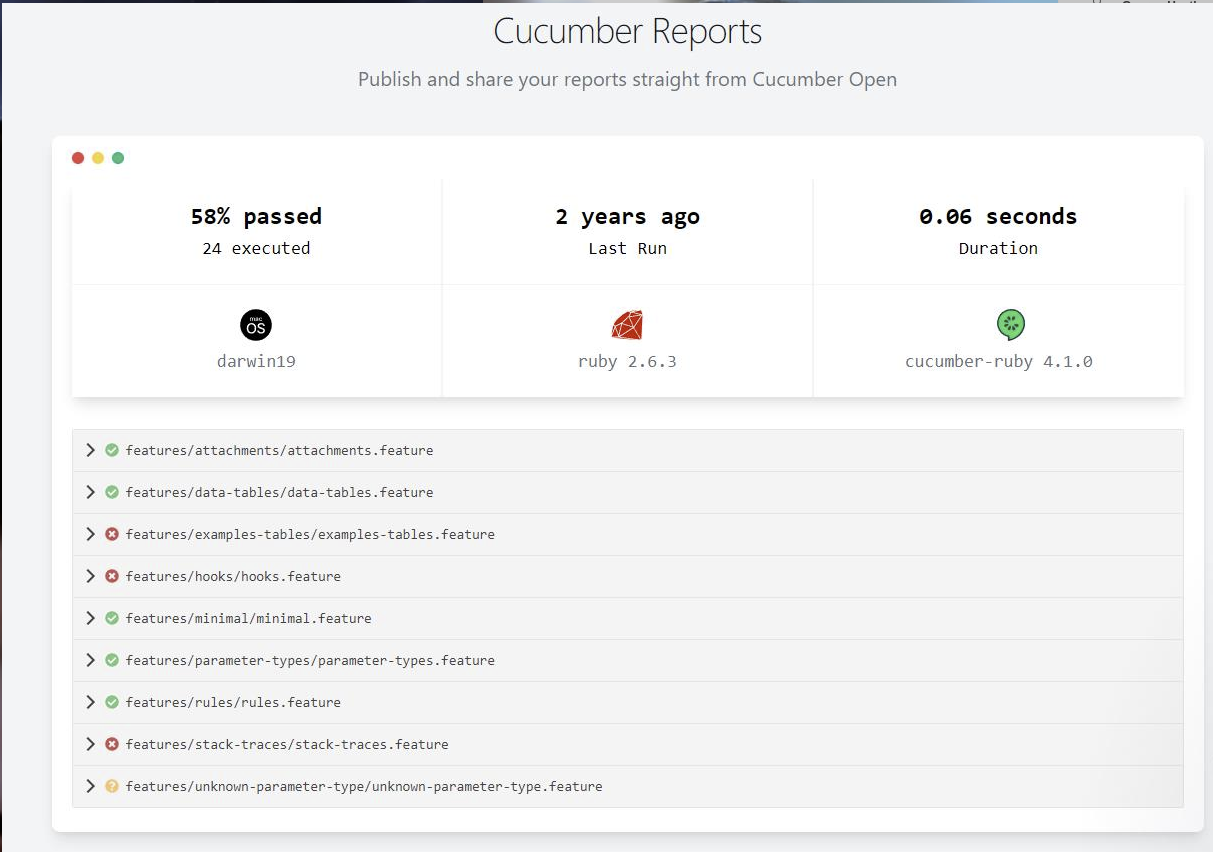 Cucumber Reports
Publish and share your reports straight from Cucumber Open
58% passed
24 executed
2 years ago
Last Run
0.06 seconds
Duration
mac
OS
darwin19
ruby 2.6.3
cucumber-ruby 4.1.0
features/attachments/attachments.feature
features/data-tables/data-tables.feature
features/examples-tables/examples-tables.feature
features/hooks/hooks.feature
features/minimal/minimal.feature
features/parameter-types/parameter-types.feature
features/rules/rules.feature
features/stack-traces/stack-traces.feature
?
features/unknown-parameter-type/unknown-parameter-type.feature